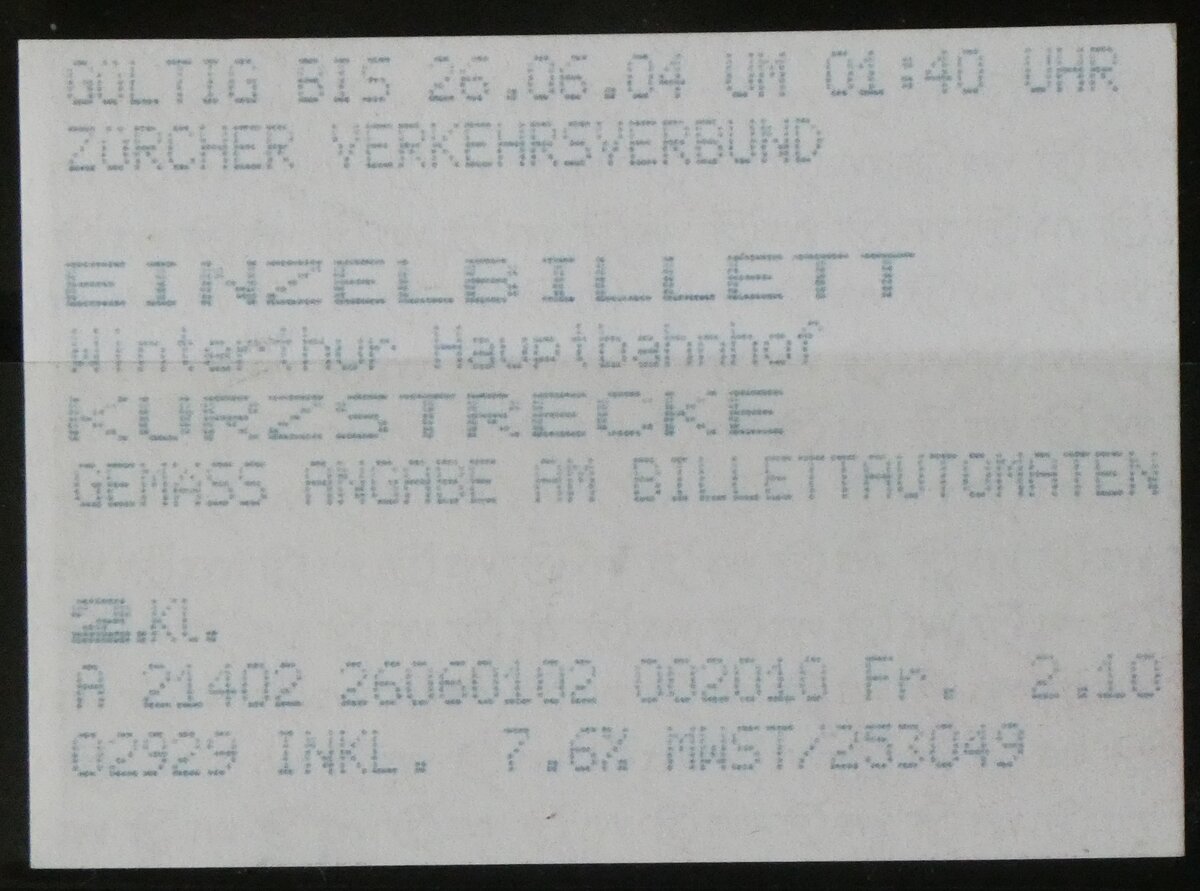 GÜLTIG BIS 26.06.04 UM 01:40 UHR
ZÜRCHER VERKEHRSVERBUND
EINZELBILLETT
Winterthur Hauptbahnhof
KURZSTRECKE
GEMÄSS ANGABE AM BILLETTAUTOMATEN
2.KL.
A 21402 26060102 002010 Fr. 2.10
02929 INKL. 7.6% MWST/253049